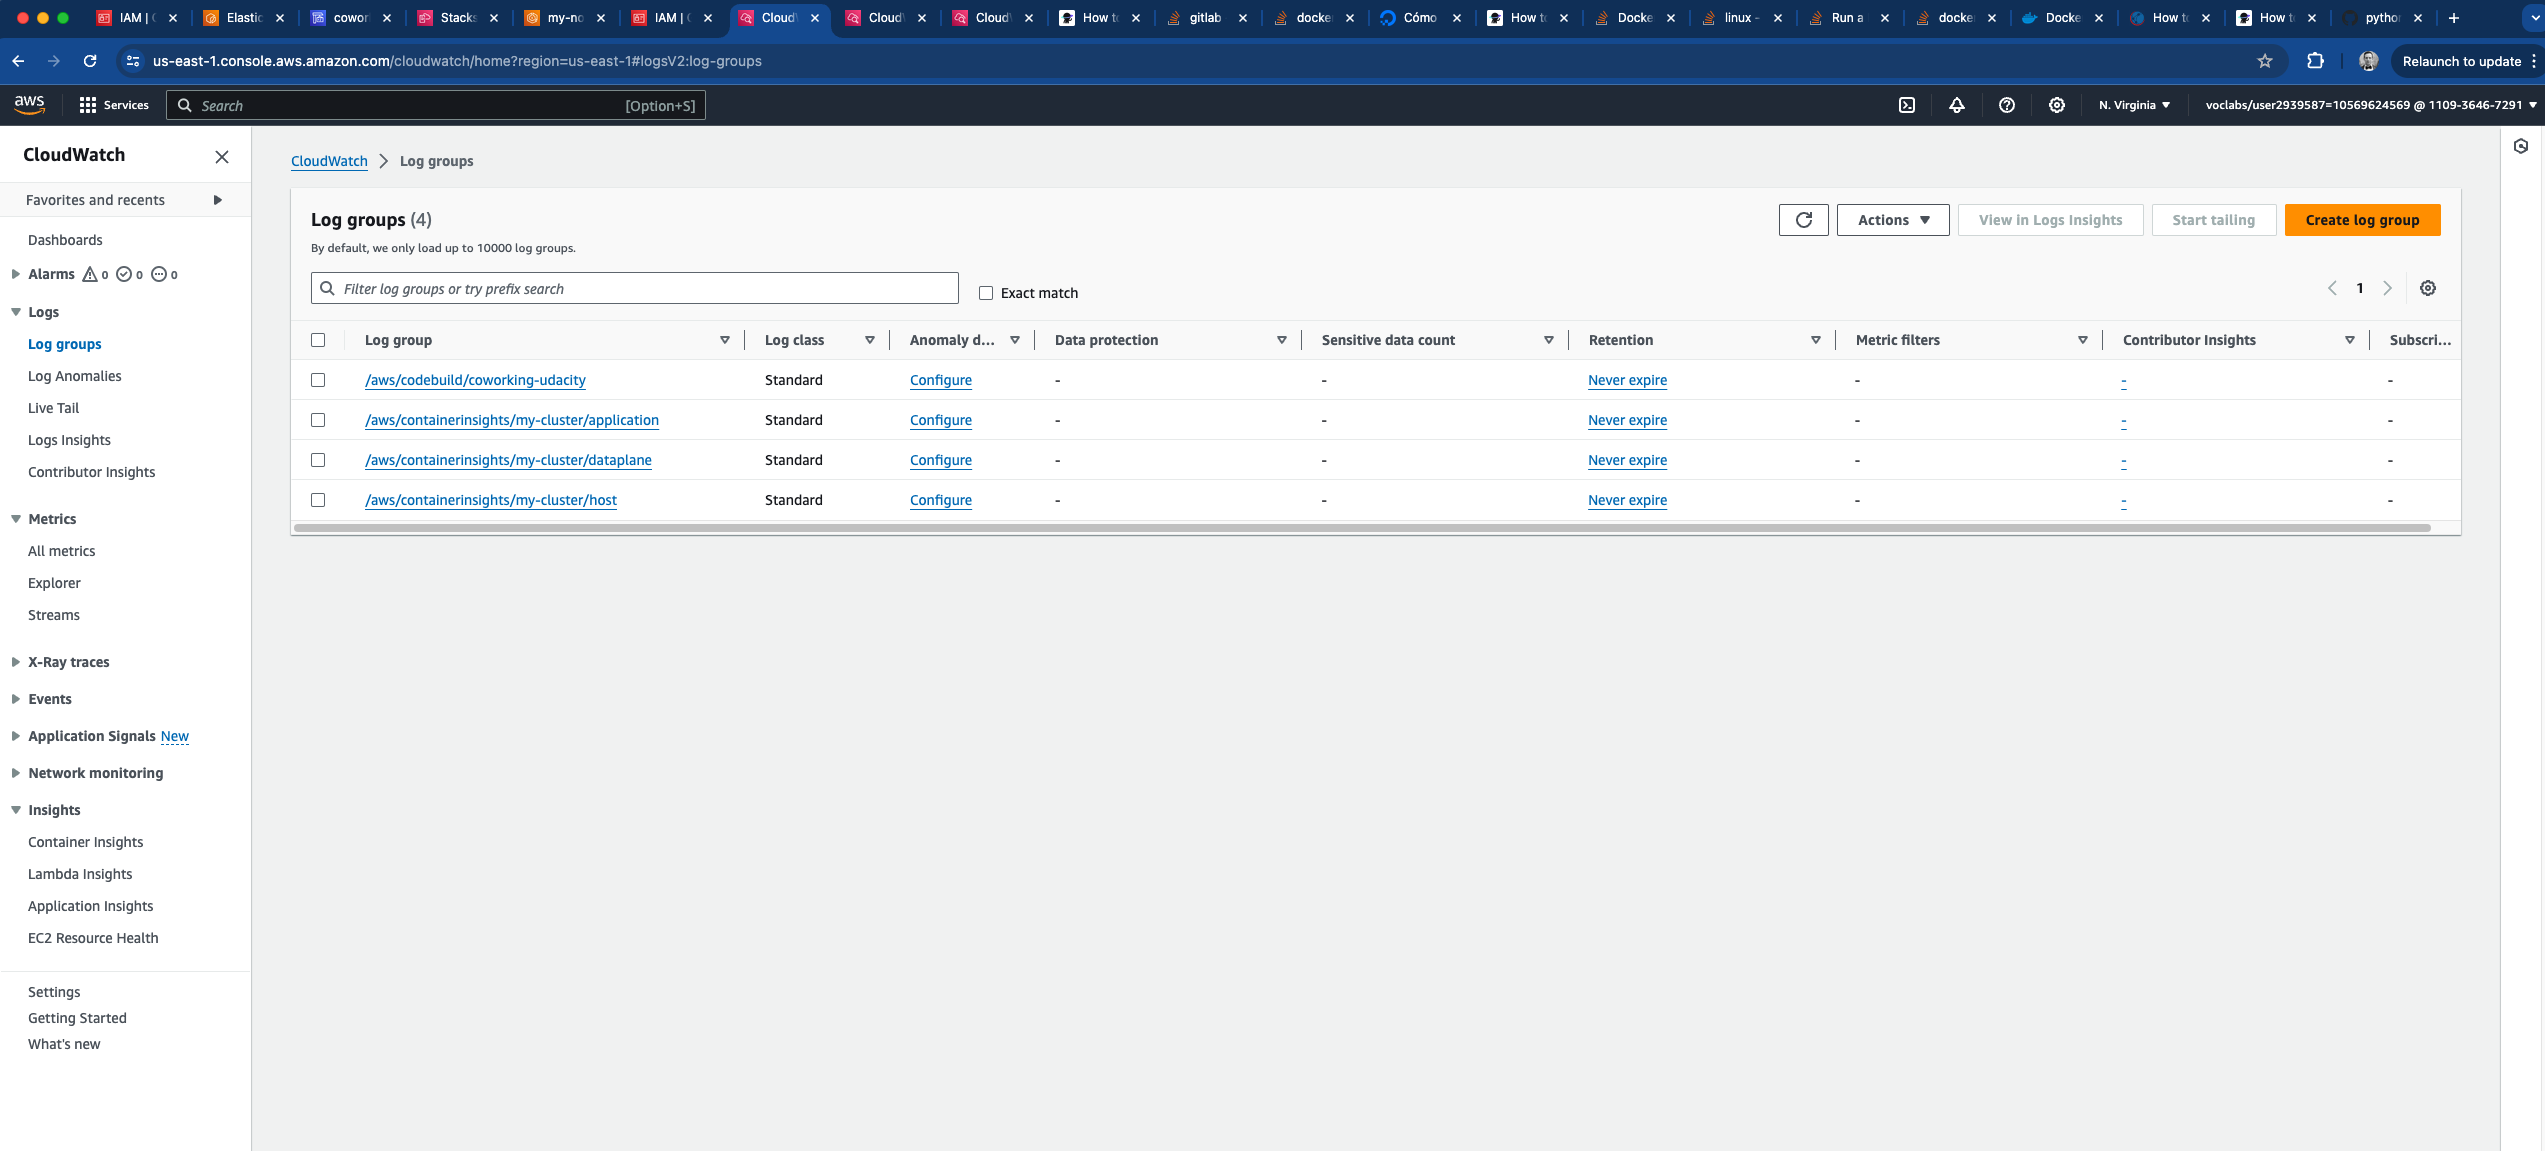 IAM | C
Elastic
cowor
Stacks
my-no
IAM | C
Cloud
Cloud
Cloud
How to
gitlab
docke
Cómo
How to
Docke
linux -
Run a
docke
Docke
How to
How to
python
us-east-1.console.aws.amazon.com/cloudwatch/home?region=us-east-1#logsV2:log-groups
Relaunch to update
aws
Services
Search
[Option+S]
N. Virginia
voclabs/user2939587=10569624569 @ 1109-3646-7291
CloudWatch
Favorites and recents
Dashboards
Alarms 0 0 0
Logs
Log groups
Log Anomalies
Live Tail
Logs Insights
Contributor Insights
Metrics
All metrics
Explorer
Streams
X-Ray traces
Events
Application Signals New
Network monitoring
Insights
Container Insights
Lambda Insights
Application Insights
EC2 Resource Health
Settings
Getting Started
What's new
CloudWatch > Log groups
Log groups (4)
By default, we only load up to 10000 log groups.
Actions
View in Logs Insights
Start tailing
Create log group
Filter log groups or try prefix search
Exact match
1
Log group Log class Anomaly d... Data protection Sensitive data count Retention Metric filters Contributor Insights Subscri...
/aws/codebuild/coworking-udacity Standard Configure - - Never expire - - -
/aws/containerinsights/my-cluster/application Standard Configure - - Never expire - - -
/aws/containerinsights/my-cluster/dataplane Standard Configure - - Never expire - - -
/aws/containerinsights/my-cluster/host Standard Configure - - Never expire - - -